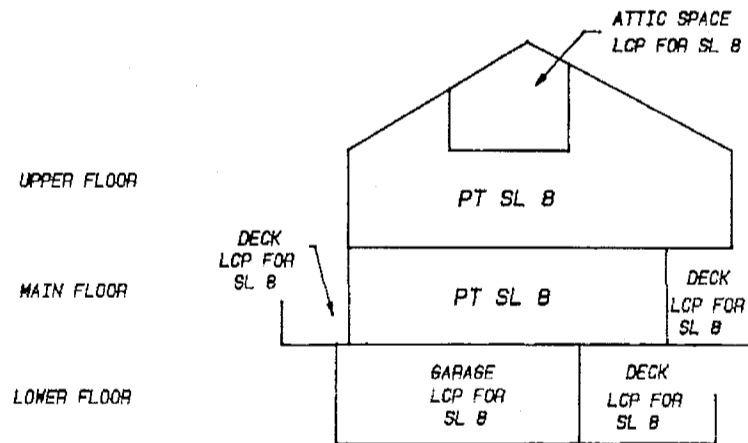 ATTIC SPACE
LCP FOR SL 8
UPPER FLOOR
PT SL 8
DECK
LCP FOR
SL 8
MAIN FLOOR
PT SL 8
DECK
LCP FOR
SL 8
LOWER FLOOR
GARAGE
LCP FOR
SL 8
DECK
LCP FOR
SL 8